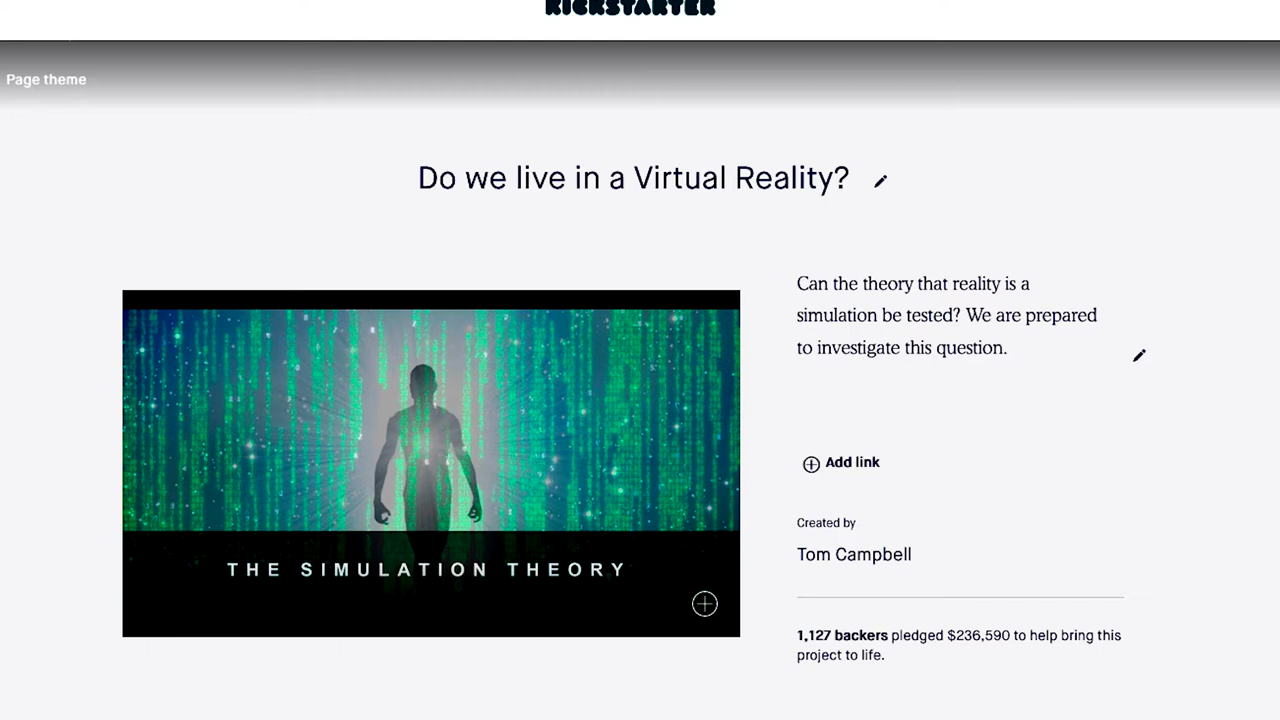 KICKSTARTER
Page theme
Do we live in a Virtual Reality?
Can the theory that reality is a
simulation be tested? We are prepared
to investigate this question.
THE SIMULATION THEORY
Add link
Created by
Tom Campbell
1,127 backers pledged $236,590 to help bring this
project to life.